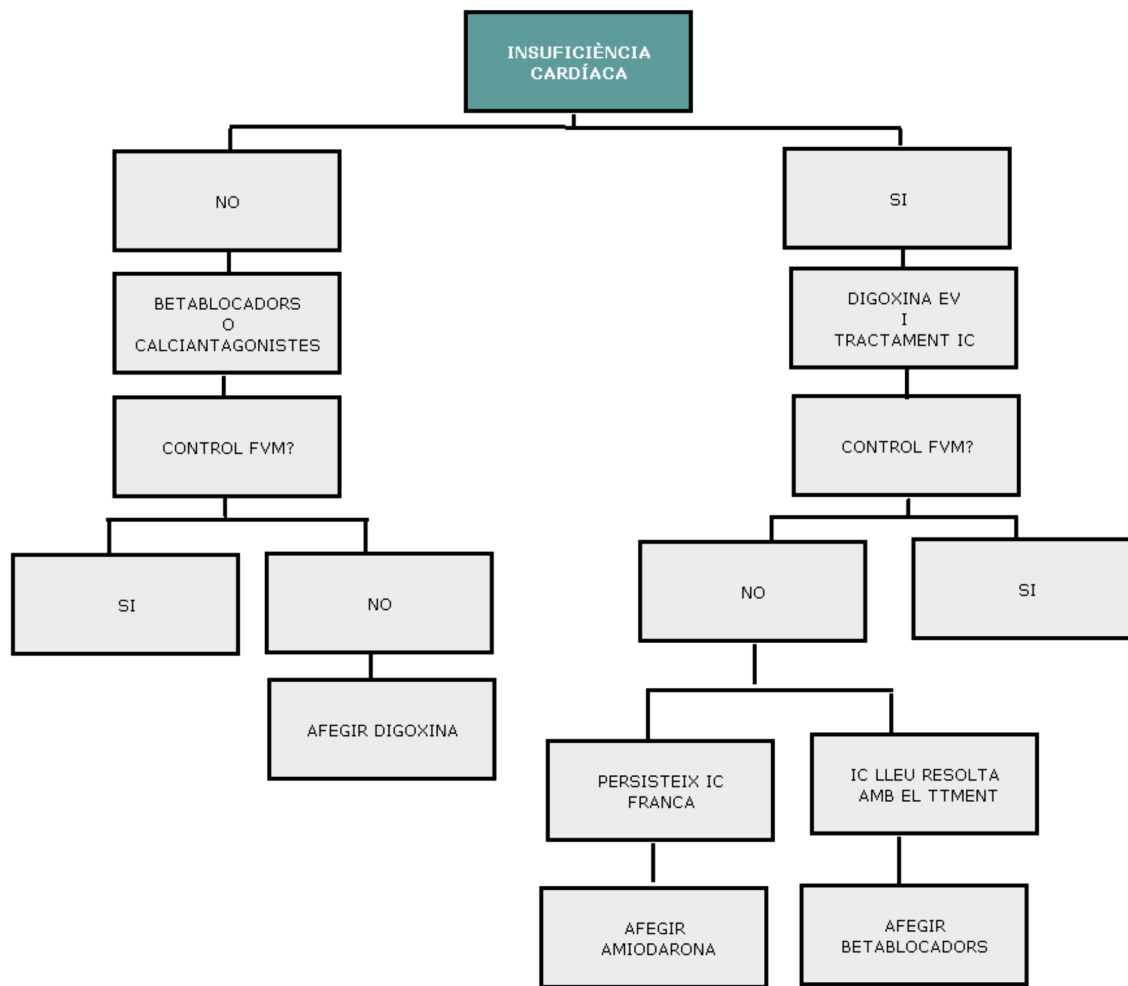 INSUFICIÈNCIA
CARDÍACA
NO
SI
BETABLOCADORS
O
CALCIANTAGONISTES
DIGOXINA EV
I
TRACTAMENT IC
CONTROL FVM?
CONTROL FVM?
SI
NO
NO
SI
AFEGIR DIGOXINA
PERSISTEIX IC
FRANCA
IC LLEU RESOLTA
AMB EL TTMENT
AFEGIR
AMIODARONA
AFEGIR
BETABLOCADORS